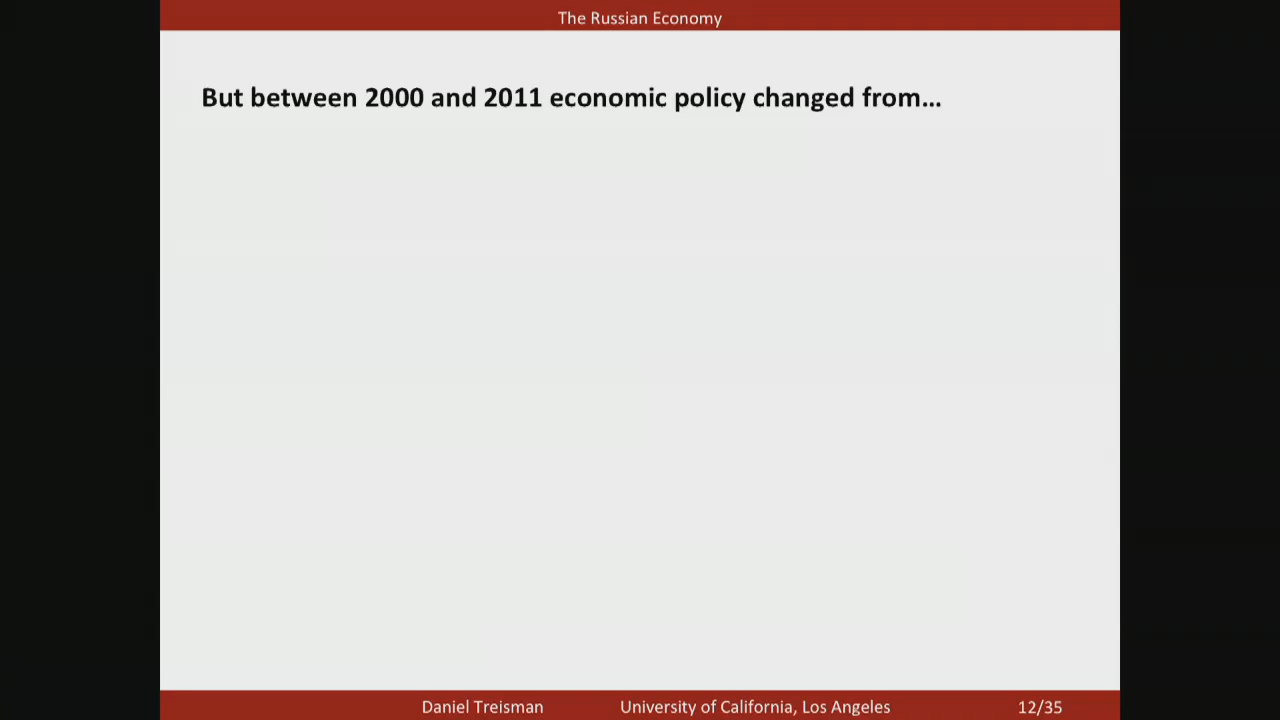 The Russian Economy
But between 2000 and 2011 economic policy changed from…
Daniel Treisman University of California, Los Angeles 12/35